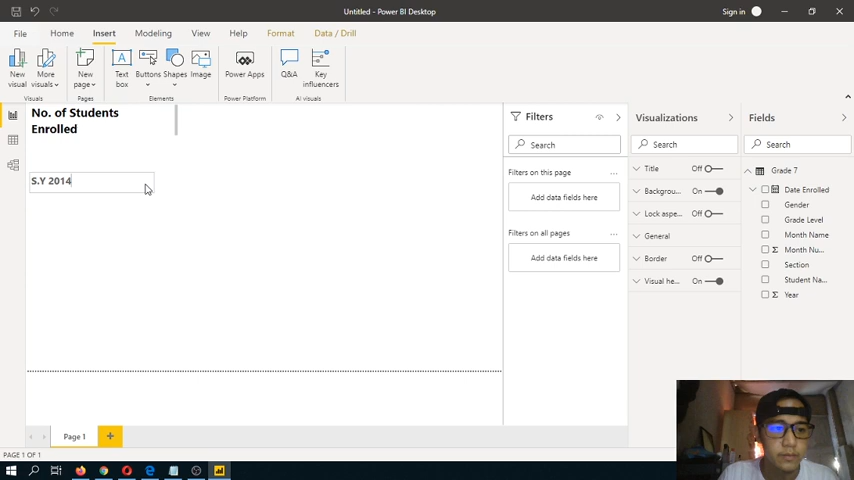 Untitled - Power BI Desktop
Sign in
File
Home
Insert
Modeling
View
Help
Format
Data / Drill
New
visual
More
visuals
New
page
Text
box
Buttons
Shapes
Image
Power Apps
Q&A
Key
influencers
Visuals
Pages
Elements
Power Platform
AI visuals
No. of Students
Enrolled
S.Y 2014
Filters
Search
Filters on this page
...
Add data fields here
Filters on all pages
...
Add data fields here
Visualizations
Search
Title
Off
Backgrou...
On
Lock aspe...
Off
General
Border
Off
Visual he...
On
Fields
Search
Grade 7
Date Enrolled
Gender
Grade Level
Month Name
Σ Month Nu...
Section
Student Na...
Σ Year
Page 1
+
PAGE 1 OF 1